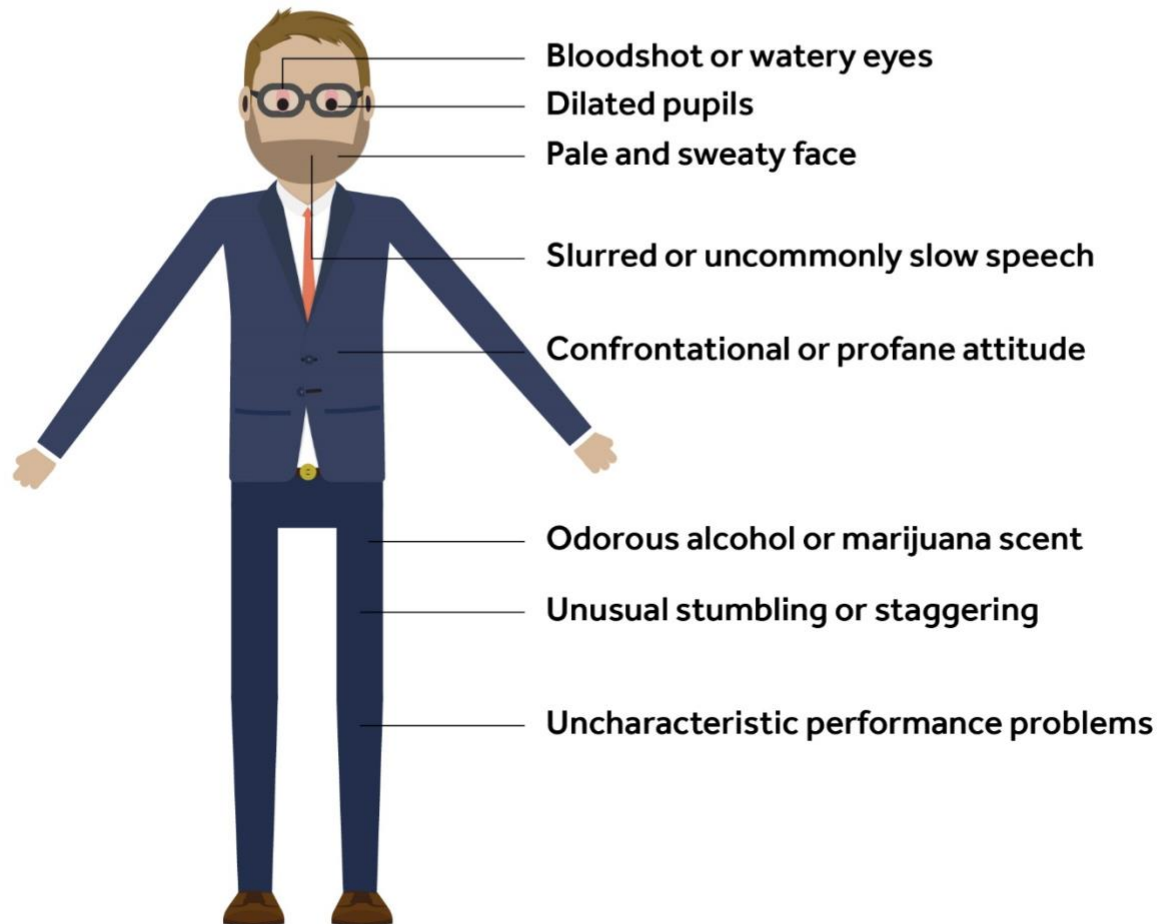 Bloodshot or watery eyes
Dilated pupils
Pale and sweaty face
Slurred or uncommonly slow speech
Confrontational or profane attitude
Odorous alcohol or marijuana scent
Unusual stumbling or staggering
Uncharacteristic performance problems